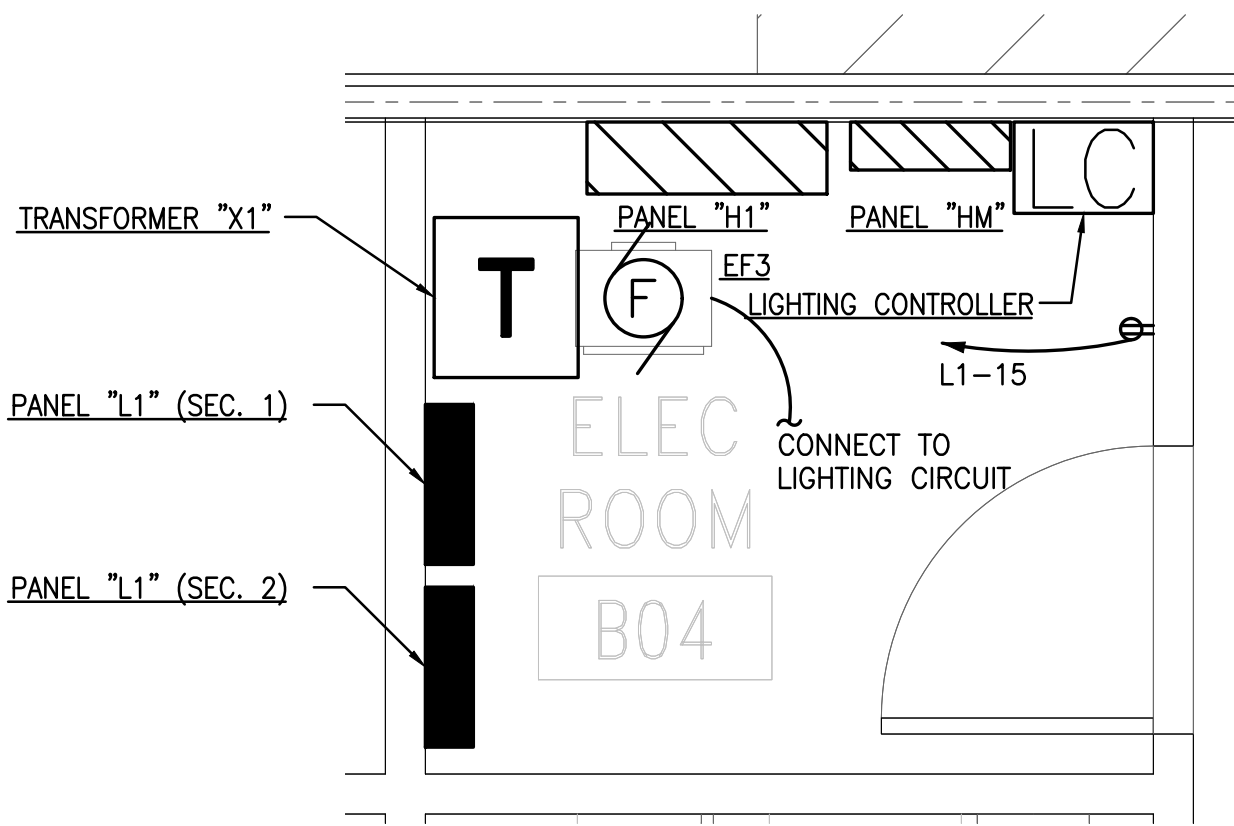 LC
TRANSFORMER "X1"
PANEL "H1"
PANEL "HM"
T
F
EF3
LIGHTING CONTROLLER
L1-15
PANEL "L1" (SEC. 1)
ELEC
ROOM
CONNECT TO
LIGHTING CIRCUIT
PANEL "L1" (SEC. 2)
B04